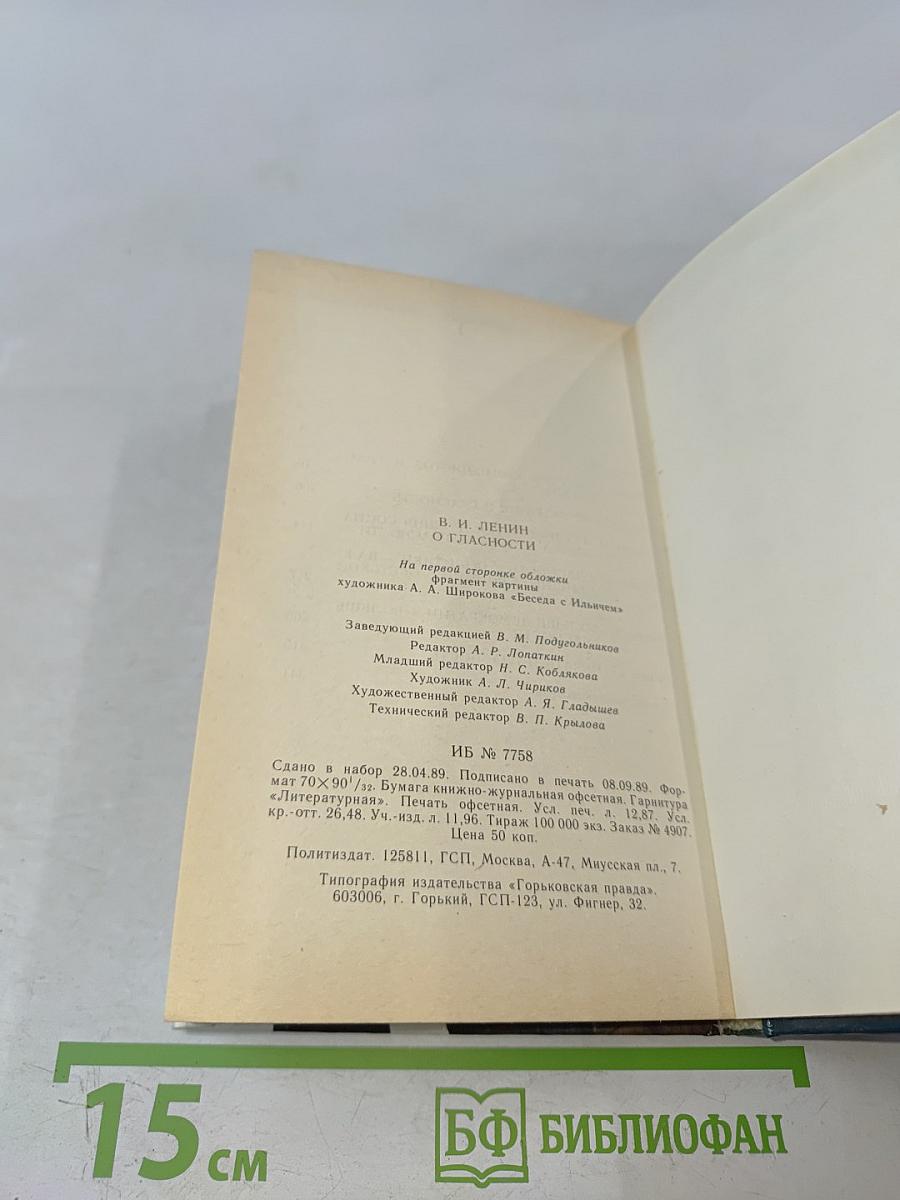 В. И. ЛЕНИН
О ГЛАСНОСТИ
На первой сторонке обложки
фрагмент картины
художника А. А. Широкова «Беседа с Ильичем»
Заведующий редакцией В. М. Подугольников
Редактор А. Р. Лопаткин
Младший редактор Н. С. Коблякова
Художник А. Л. Чириков
Художественный редактор А. Я. Гладышев
Технический редактор В. П. Крылова
ИБ № 7758
Сдано в набор 28.04.89. Подписано в печать 08.09.89. Фор-
мат 70×90¹/₃₂. Бумага книжно-журнальная офсетная. Гарнитура
«Литературная». Печать офсетная. Усл. печ. л. 12,87. Усл.
кр.-отт. 26,48. Уч.-изд. л. 11,96. Тираж 100 000 экз. Заказ № 4907.
Цена 50 коп.
Политиздат. 125811, ГСП, Москва, А-47, Миусская пл., 7.
Типография издательства «Горьковская правда».
603006, г. Горький, ГСП-123, ул. Фигнер, 32.
15 см
БФ БИБЛИОФАН